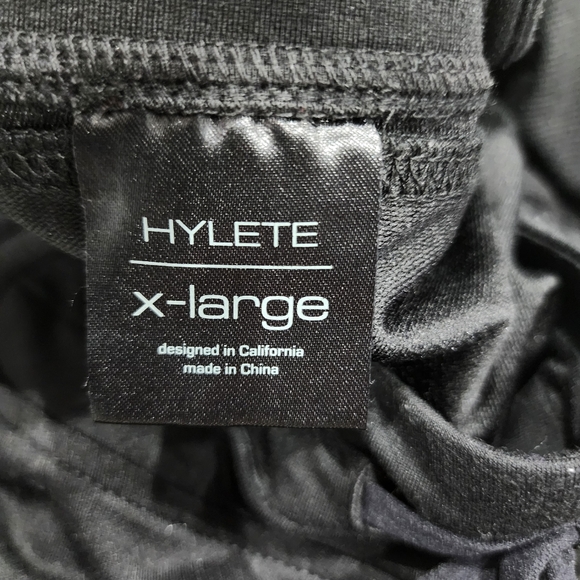 HYLETE
x-large
designed in California
made in China